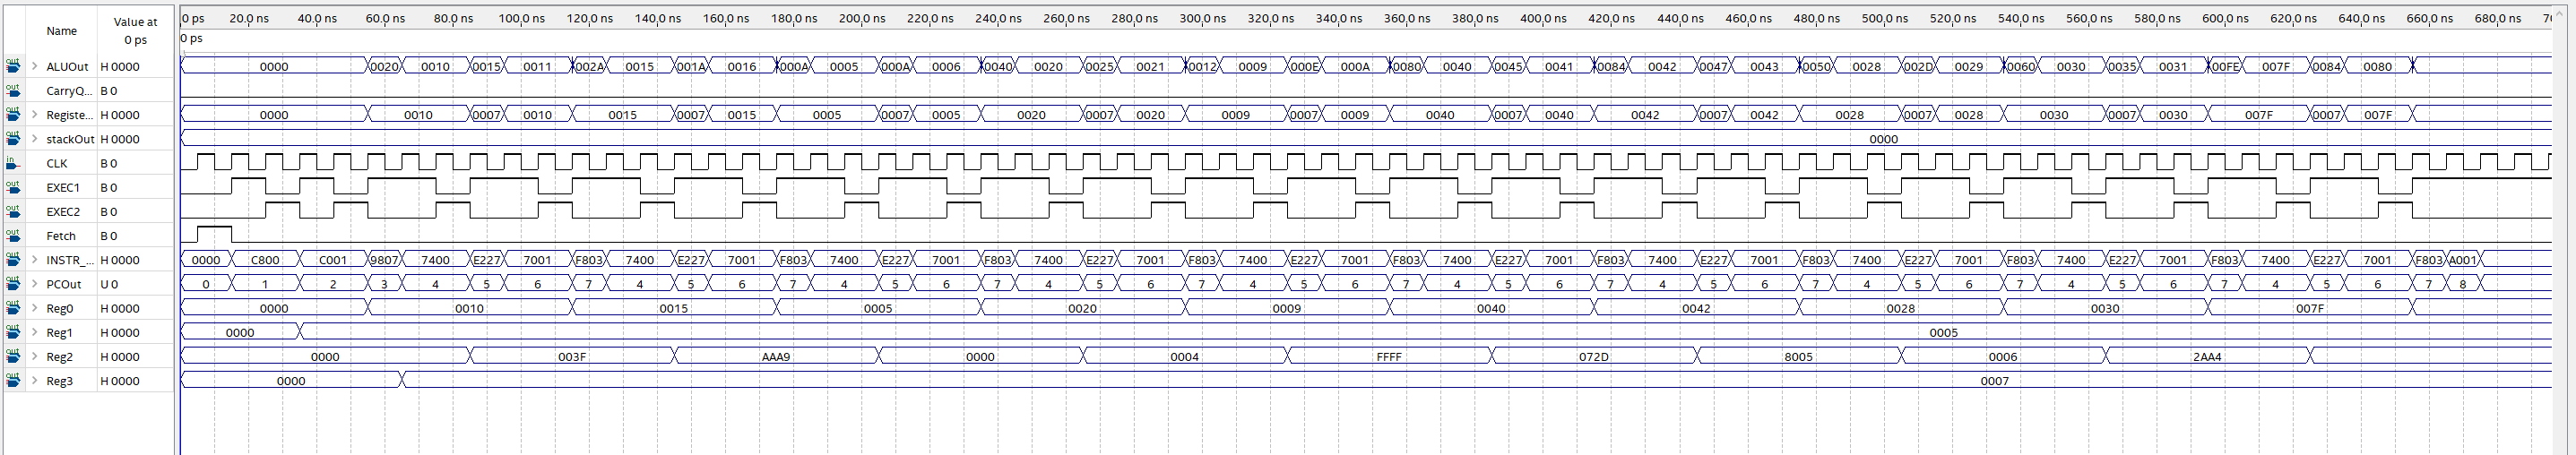 Name Value at 0 ps
0 ps 20.0 ns 40.0 ns 60.0 ns 80.0 ns 100.0 ns 120.0 ns 140.0 ns 160.0 ns 180.0 ns 200.0 ns 220.0 ns 240.0 ns 260.0 ns 280.0 ns 300.0 ns 320.0 ns 340.0 ns 360.0 ns 380.0 ns 400.0 ns 420.0 ns 440.0 ns 460.0 ns 480.0 ns 500.0 ns 520.0 ns 540.0 ns 560.0 ns 580.0 ns 600.0 ns 620.0 ns 640.0 ns 660.0 ns 680.0 ns
0 ps
ALUOut H 0000 0000 0020 0010 0015 0011 002A 0015 001A 0016 000A 0005 000A 0006 0040 0020 0025 0021 0012 0009 000E 000A 0080 0040 0045 0041 0084 0042 0047 0043 0050 0028 002D 0029 0060 0030 0035 0031 00FE 007F 0084 0080
CarryQ... B 0
Registe... H 0000 0000 0010 0007 0010 0015 0007 0015 0005 0007 0005 0020 0007 0020 0009 0007 0009 0040 0007 0040 0042 0007 0042 0028 0007 0028 0030 0007 0030 007F 0007 007F
stackOut H 0000 0000
CLK B 0
EXEC1 B 0
EXEC2 B 0
Fetch B 0
INSTR_... H 0000 0000 C800 C001 9807 7400 E227 7001 F803 7400 E227 7001 F803 7400 E227 7001 F803 7400 E227 7001 F803 7400 E227 7001 F803 7400 E227 7001 F803 7400 E227 7001 F803 7400 E227 7001 F803 7400 E227 7001 F803 7400 E227 7001 F803 A001
PCOut U 0 0 1 2 3 4 5 6 7 4 5 6 7 4 5 6 7 4 5 6 7 4 5 6 7 4 5 6 7 4 5 6 7 4 5 6 7 4 5 6 7 4 5 6 7 8
Reg0 H 0000 0000 0010 0015 0005 0020 0009 0040 0042 0028 0030 007F
Reg1 H 0000 0000 0005
Reg2 H 0000 0000 003F AAA9 0000 0004 FFFF 072D 8005 0006 2AA4
Reg3 H 0000 0000 0007